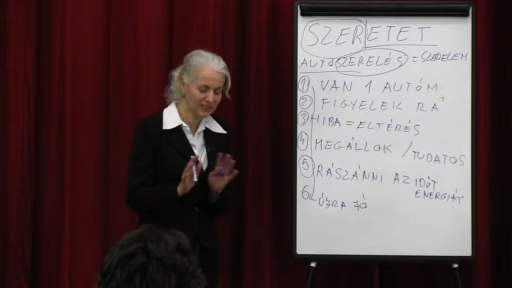 SZERETET
AUTÓSZERELÉS = SZERELEM
1 VAN 1 AUTÓM
2 FIGYELEK RÁ
3 HIBA = ELTÉRÉS
4 MEGÁLLOK / TUDATOS
5 RÁSZÁNNI AZ IDŐT
ENERGIÁT
6 ÚJRA JÓ